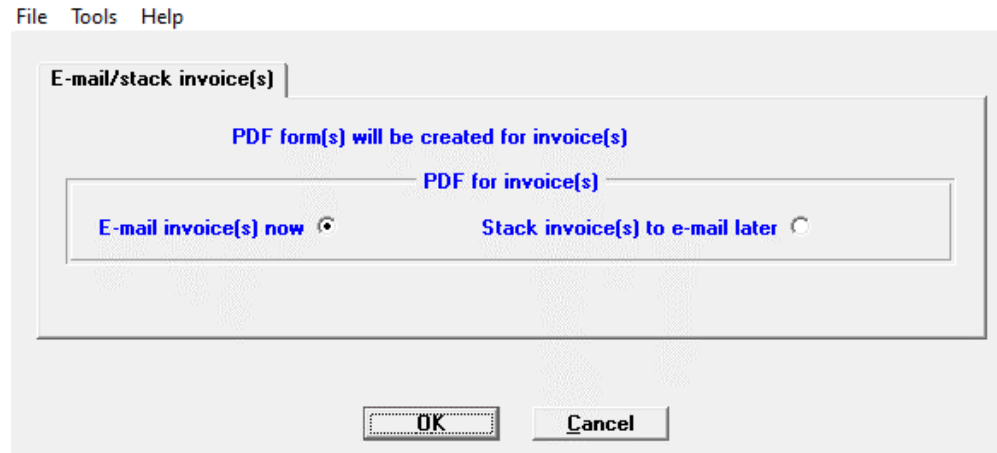 File Tools Help
E-mail/stack invoice(s)
PDF form(s) will be created for invoice(s)
PDF for invoice(s)
E-mail invoice(s) now Stack invoice(s) to e-mail later
OK Cancel